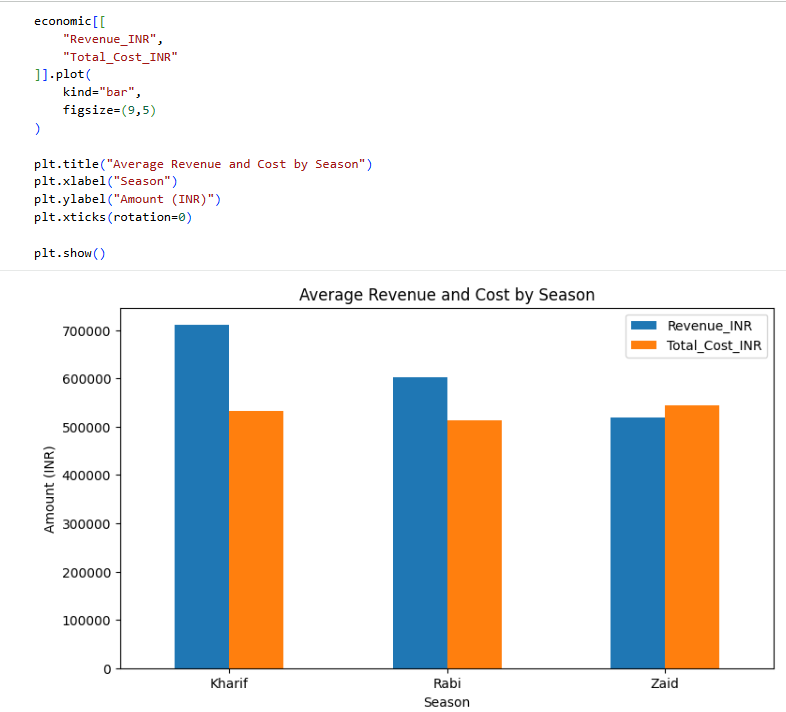 economic[[
    "Revenue_INR",
    "Total_Cost_INR"
]].plot(
    kind="bar",
    figsize=(9,5)
)

plt.title("Average Revenue and Cost by Season")
plt.xlabel("Season")
plt.ylabel("Amount (INR)")
plt.xticks(rotation=0)

plt.show()
Average Revenue and Cost by Season
Revenue_INR
Total_Cost_INR
Amount (INR)
700000
600000
500000
400000
300000
200000
100000
0
Kharif
Rabi
Zaid
Season